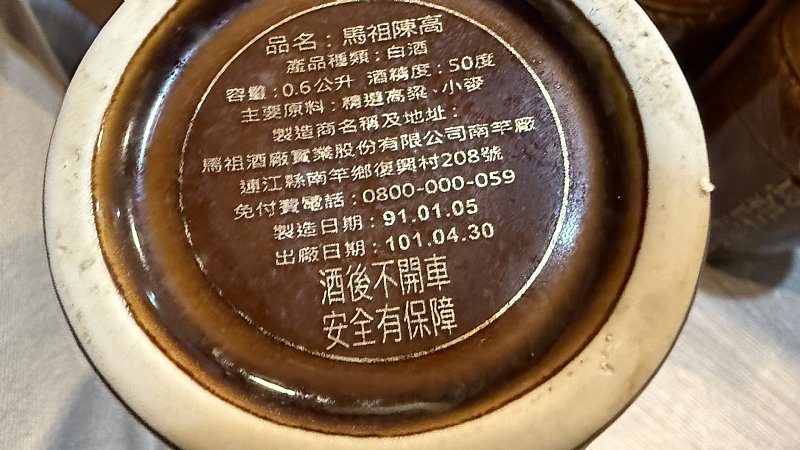 品名：馬祖陳高
產品種類：白酒
容量：0.6公升 酒精度：50度
主要原料：精選高粱、小麥
製造商名稱及地址：
馬祖酒廠實業股份有限公司南竿廠
連江縣南竿鄉復興村208號
免付費電話：0800-000-059
製造日期：91.01.05
出廠日期：101.04.30
酒後不開車
安全有保障